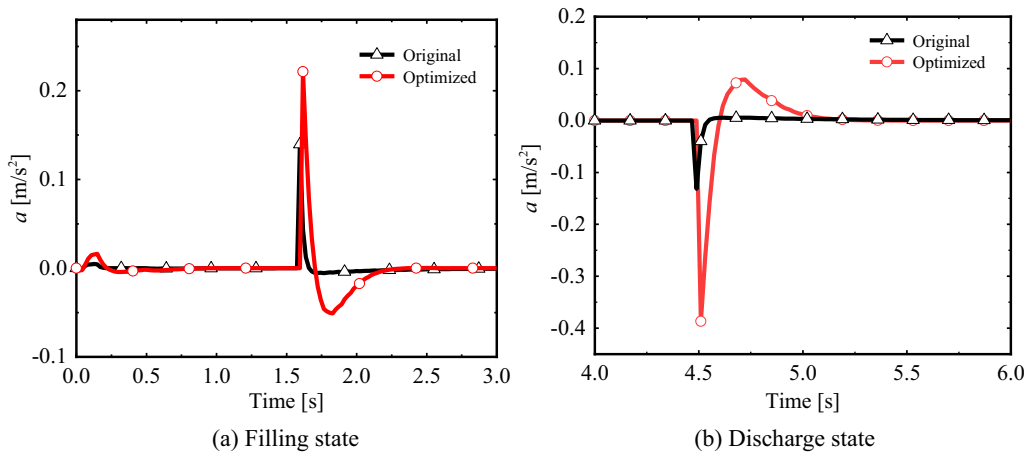 Original
Optimized
0.2
0.1
0.0
-0.1
a [m/s²]
0.0
0.5
1.0
1.5
2.0
2.5
3.0
Time [s]
(a) Filling state
Original
Optimized
0.2
0.1
0.0
-0.1
-0.2
-0.3
-0.4
a [m/s²]
4.0
4.5
5.0
5.5
6.0
Time [s]
(b) Discharge state